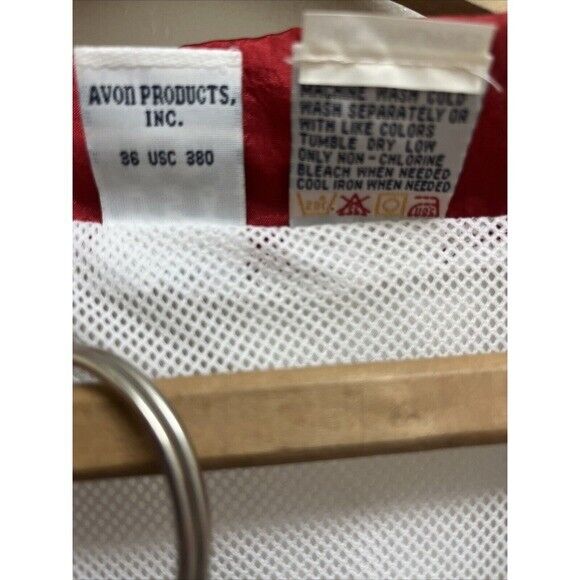 AVON PRODUCTS,
INC.
36 USC 380
MACHINE WASH COLD
WASH SEPARATELY OR
WITH LIKE COLORS
TUMBLE DRY LOW
ONLY NON-CHLORINE
BLEACH WHEN NEEDED
COOL IRON WHEN NEEDED